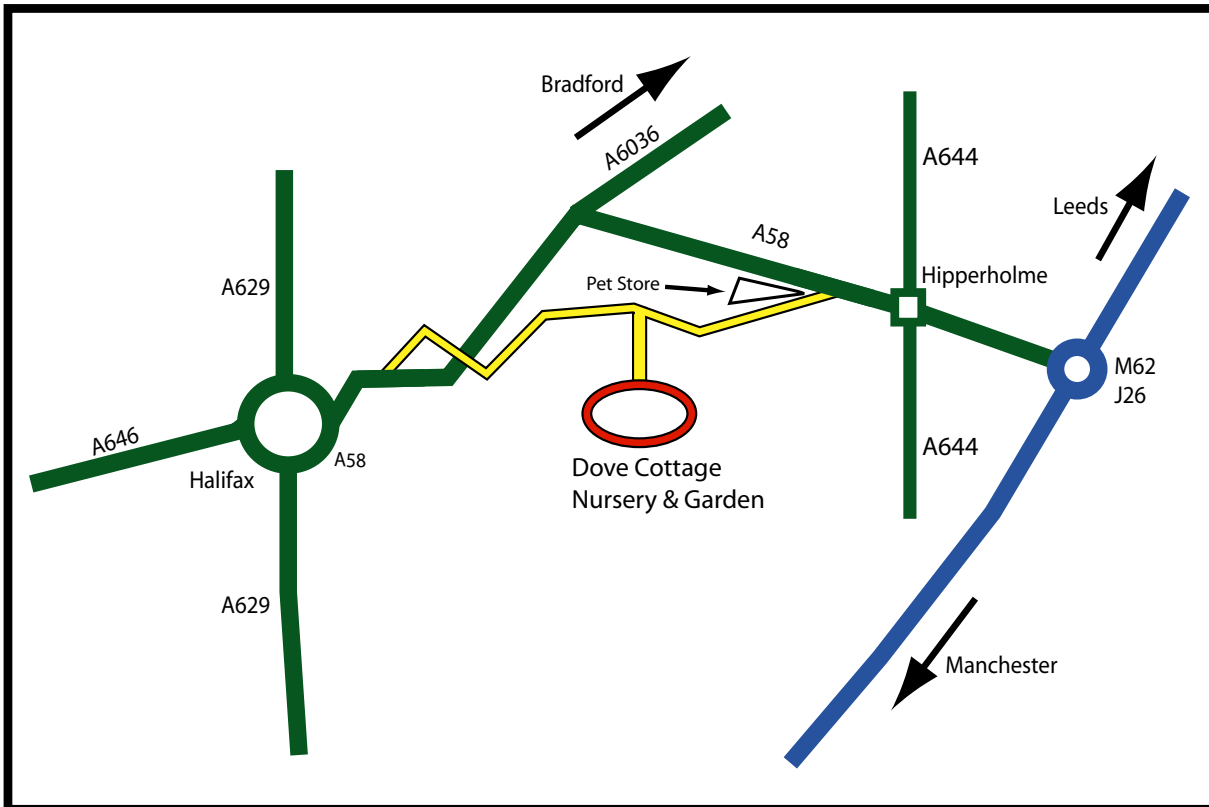 Bradford
A6036
A644
Leeds
A58
A629
Pet Store
Hipperholme
M62
J26
A646
A58
Halifax
A644
Dove Cottage
Nursery & Garden
A629
Manchester